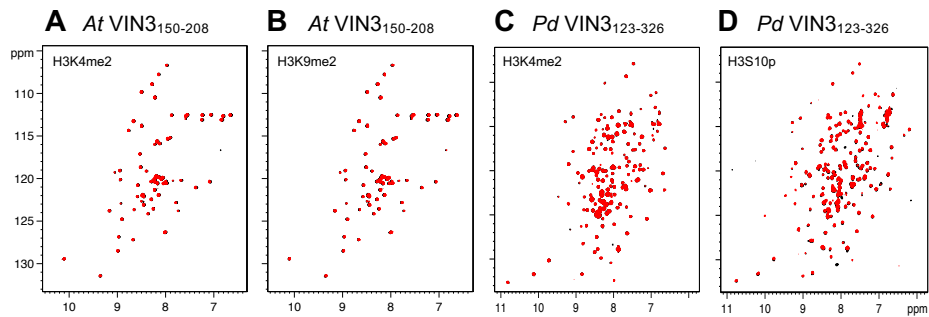 A At VIN3150-208
B At VIN3150-208
C Pd VIN3123-326
D Pd VIN3123-326
ppm
H3K4me2
H3K9me2
H3K4me2
H3S10p
110
115
120
125
130
10 9 8 7
10 9 8 7
11 10 9 8 7
11 10 9 8 7 ppm